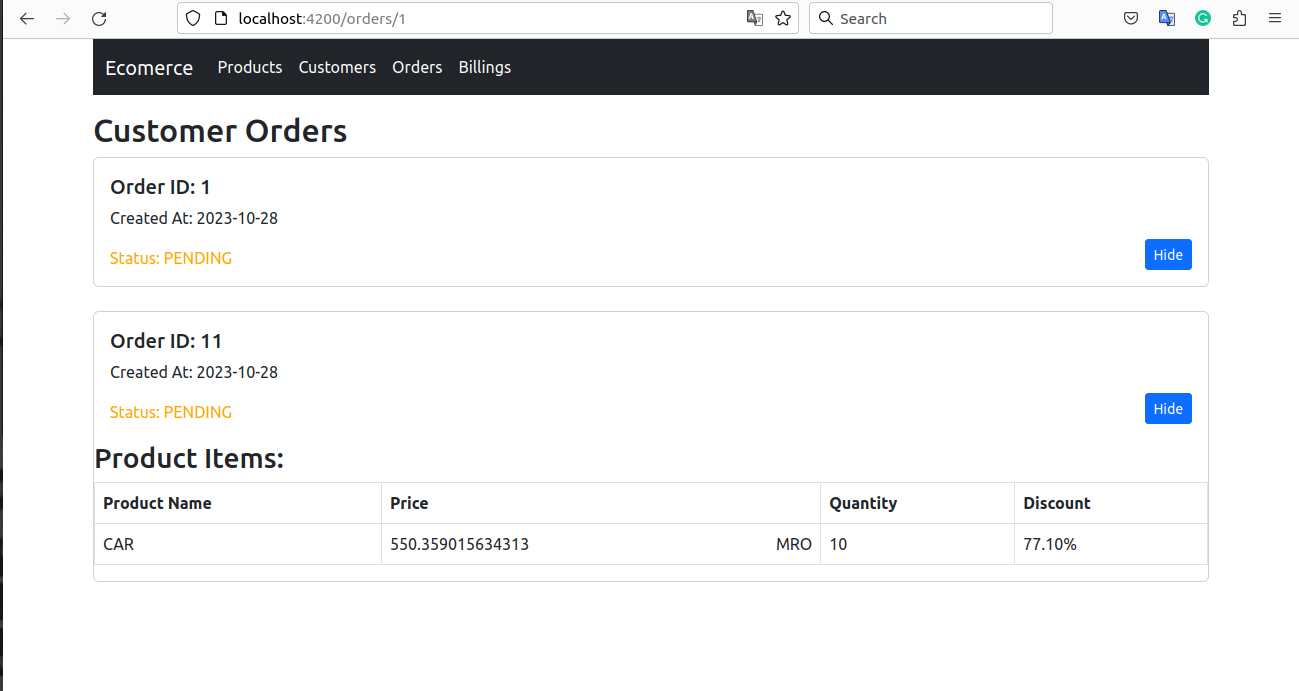 localhost:4200/orders/1 Search
Ecomerce Products Customers Orders Billings
Customer Orders
Order ID: 1
Created At: 2023-10-28
Status: PENDING
Hide
Order ID: 11
Created At: 2023-10-28
Status: PENDING
Hide
Product Items:
Product Name Price Quantity Discount
CAR 550.359015634313 MRO 10 77.10%